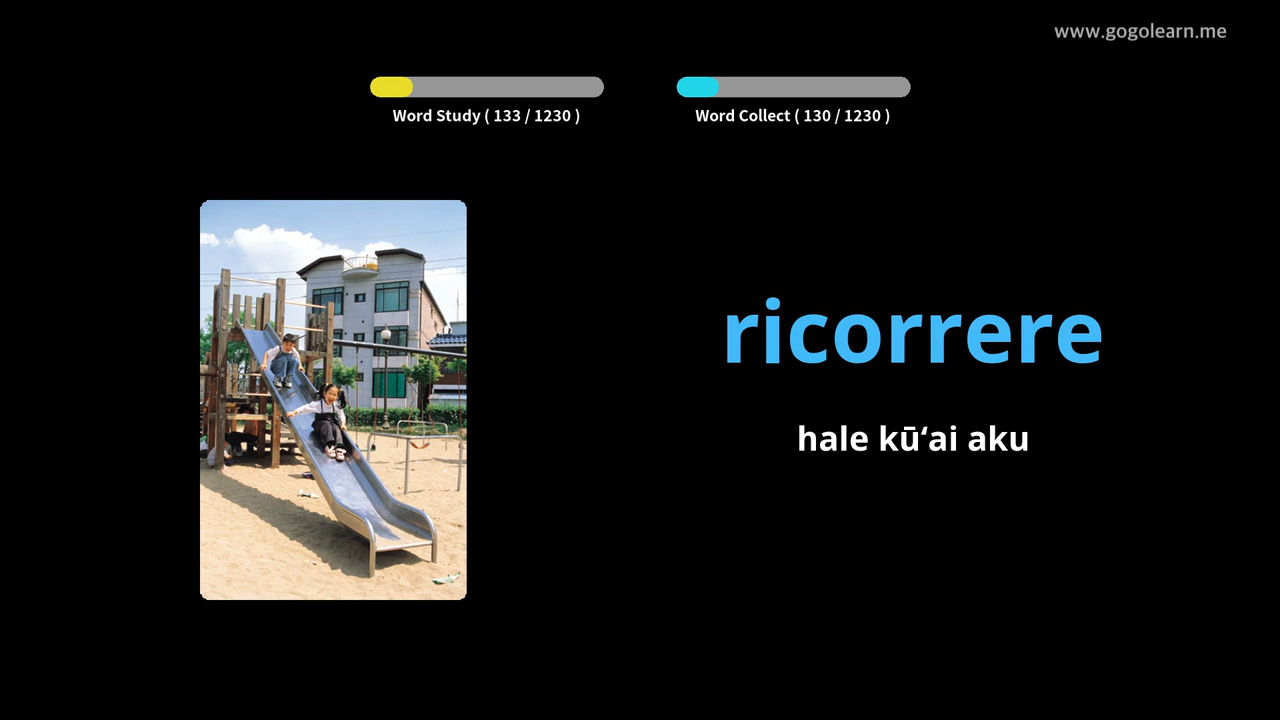 www.gogolearn.me
Word Study ( 133 / 1230 )
Word Collect ( 130 / 1230 )
ricorrere
hale kūʻai aku